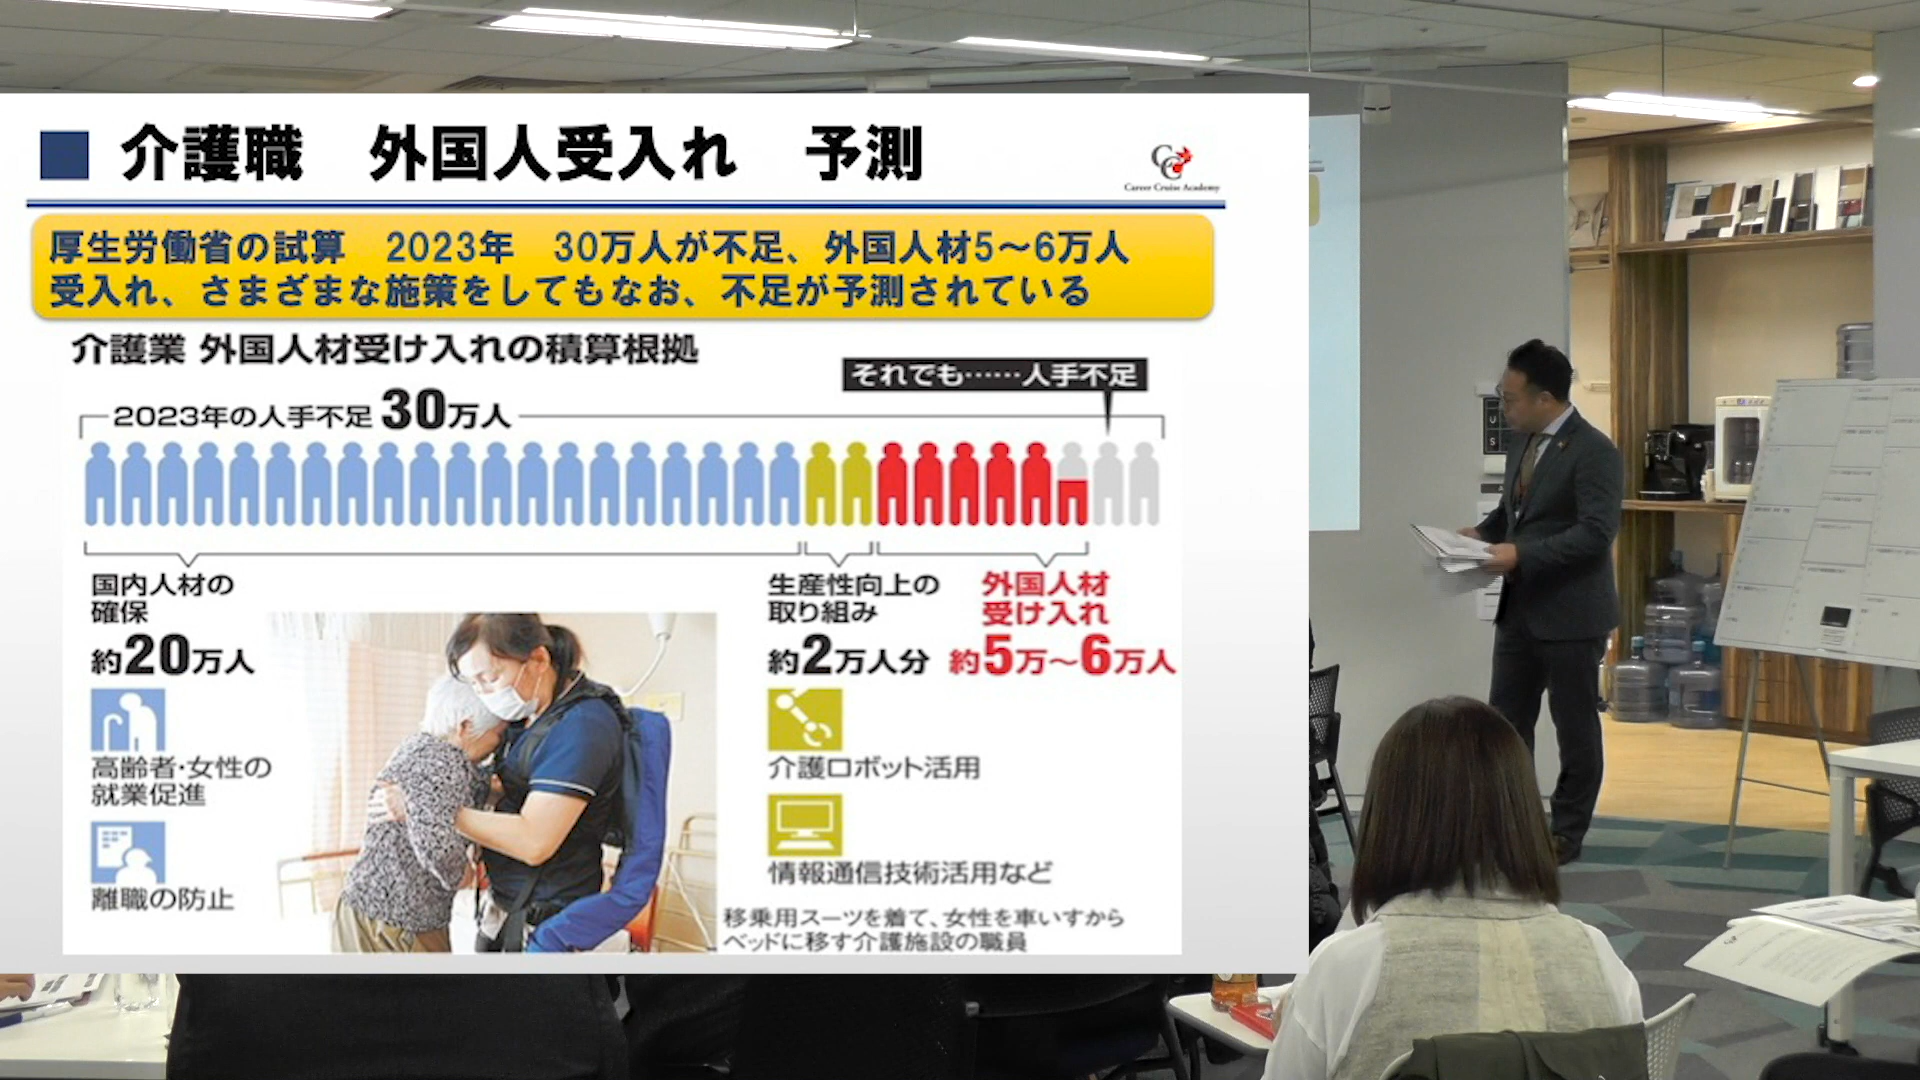 介護職　外国人受入れ　予測
Career Cruise Academy
厚生労働省の試算　2023年　30万人が不足、外国人材5～6万人
受入れ、さまざまな施策をしてもなお、不足が予測されている
介護業 外国人材受け入れの積算根拠
それでも……人手不足
2023年の人手不足 30万人
国内人材の
確保
約20万人
高齢者・女性の
就業促進
離職の防止
生産性向上の
取り組み
約2万人分
介護ロボット活用
情報通信技術活用など
外国人材
受け入れ
約5万～6万人
移乗用スーツを着て、女性を車いすから
ベッドに移す介護施設の職員